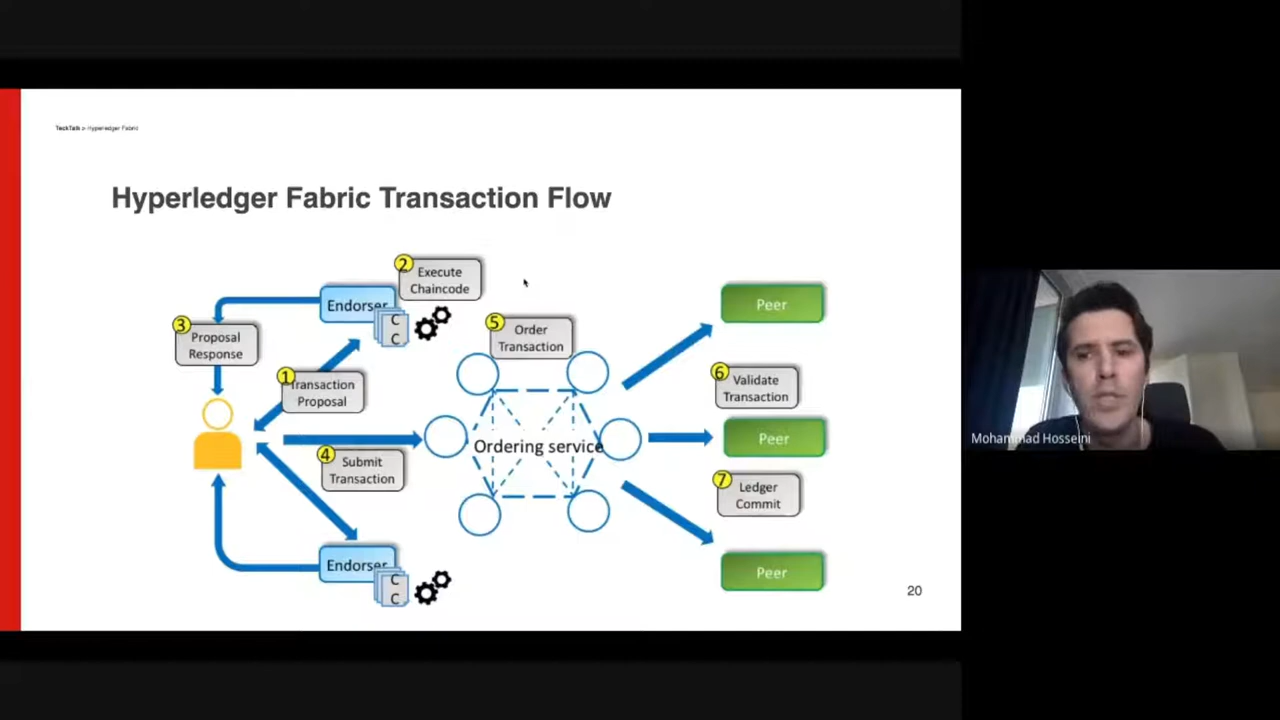 TeckTalk > Hyperledger Fabric
Hyperledger Fabric Transaction Flow
2
Execute
Chaincode
Endorser
C
C
3
Proposal
Response
1
Transaction
Proposal
5
Order
Transaction
Peer
6
Validate
Transaction
Ordering service
Peer
4
Submit
Transaction
7
Ledger
Commit
Endorser
C
C
Peer
20
Mohammad Hosseini